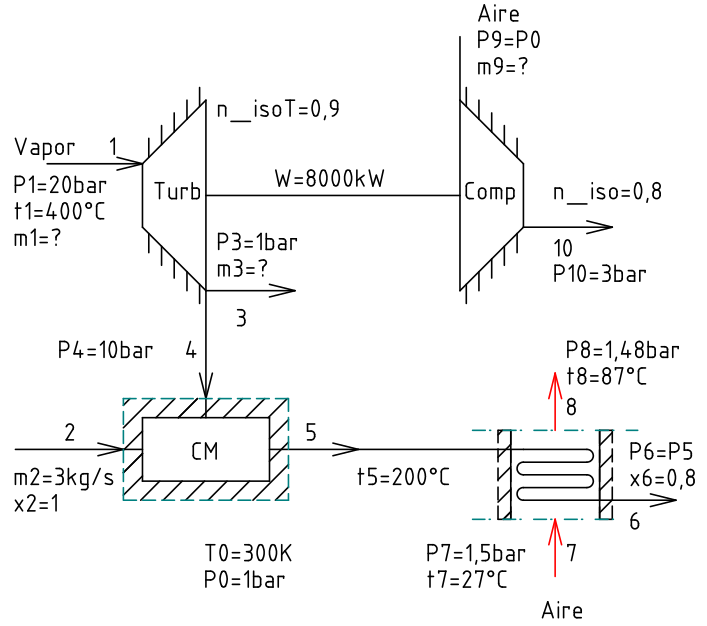 Aire
P9=P0
m9=?
n_isoT=0,9
Vapor
1
P1=20bar
t1=400°C
m1=?
Turb
W=8000kW
Comp
n_iso=0,8
10
P10=3bar
P3=1bar
m3=?
3
P4=10bar
4
P8=1,48bar
t8=87°C
8
2
5
CM
m2=3kg/s
x2=1
t5=200°C
P6=P5
x6=0,8
6
T0=300K
P0=1bar
P7=1,5bar
t7=27°C
7
Aire